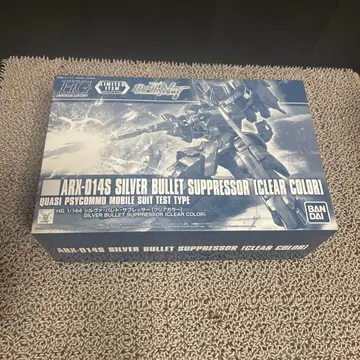 HG
LIMITED
ITEM
ARX-014S SILVER BULLET SUPPRESSOR [CLEAR COLOR]
QUASI PSYCOMMU MOBILE SUIT TEST TYPE
HG 1/144 シルヴァ・バレト・サプレッサー[クリアカラー]
SILVER BULLET SUPPRESSOR [CLEAR COLOR]
BAN
DAI
ARX-014S SILVER BULLET SUPPRESSOR [CLEAR COLOR]